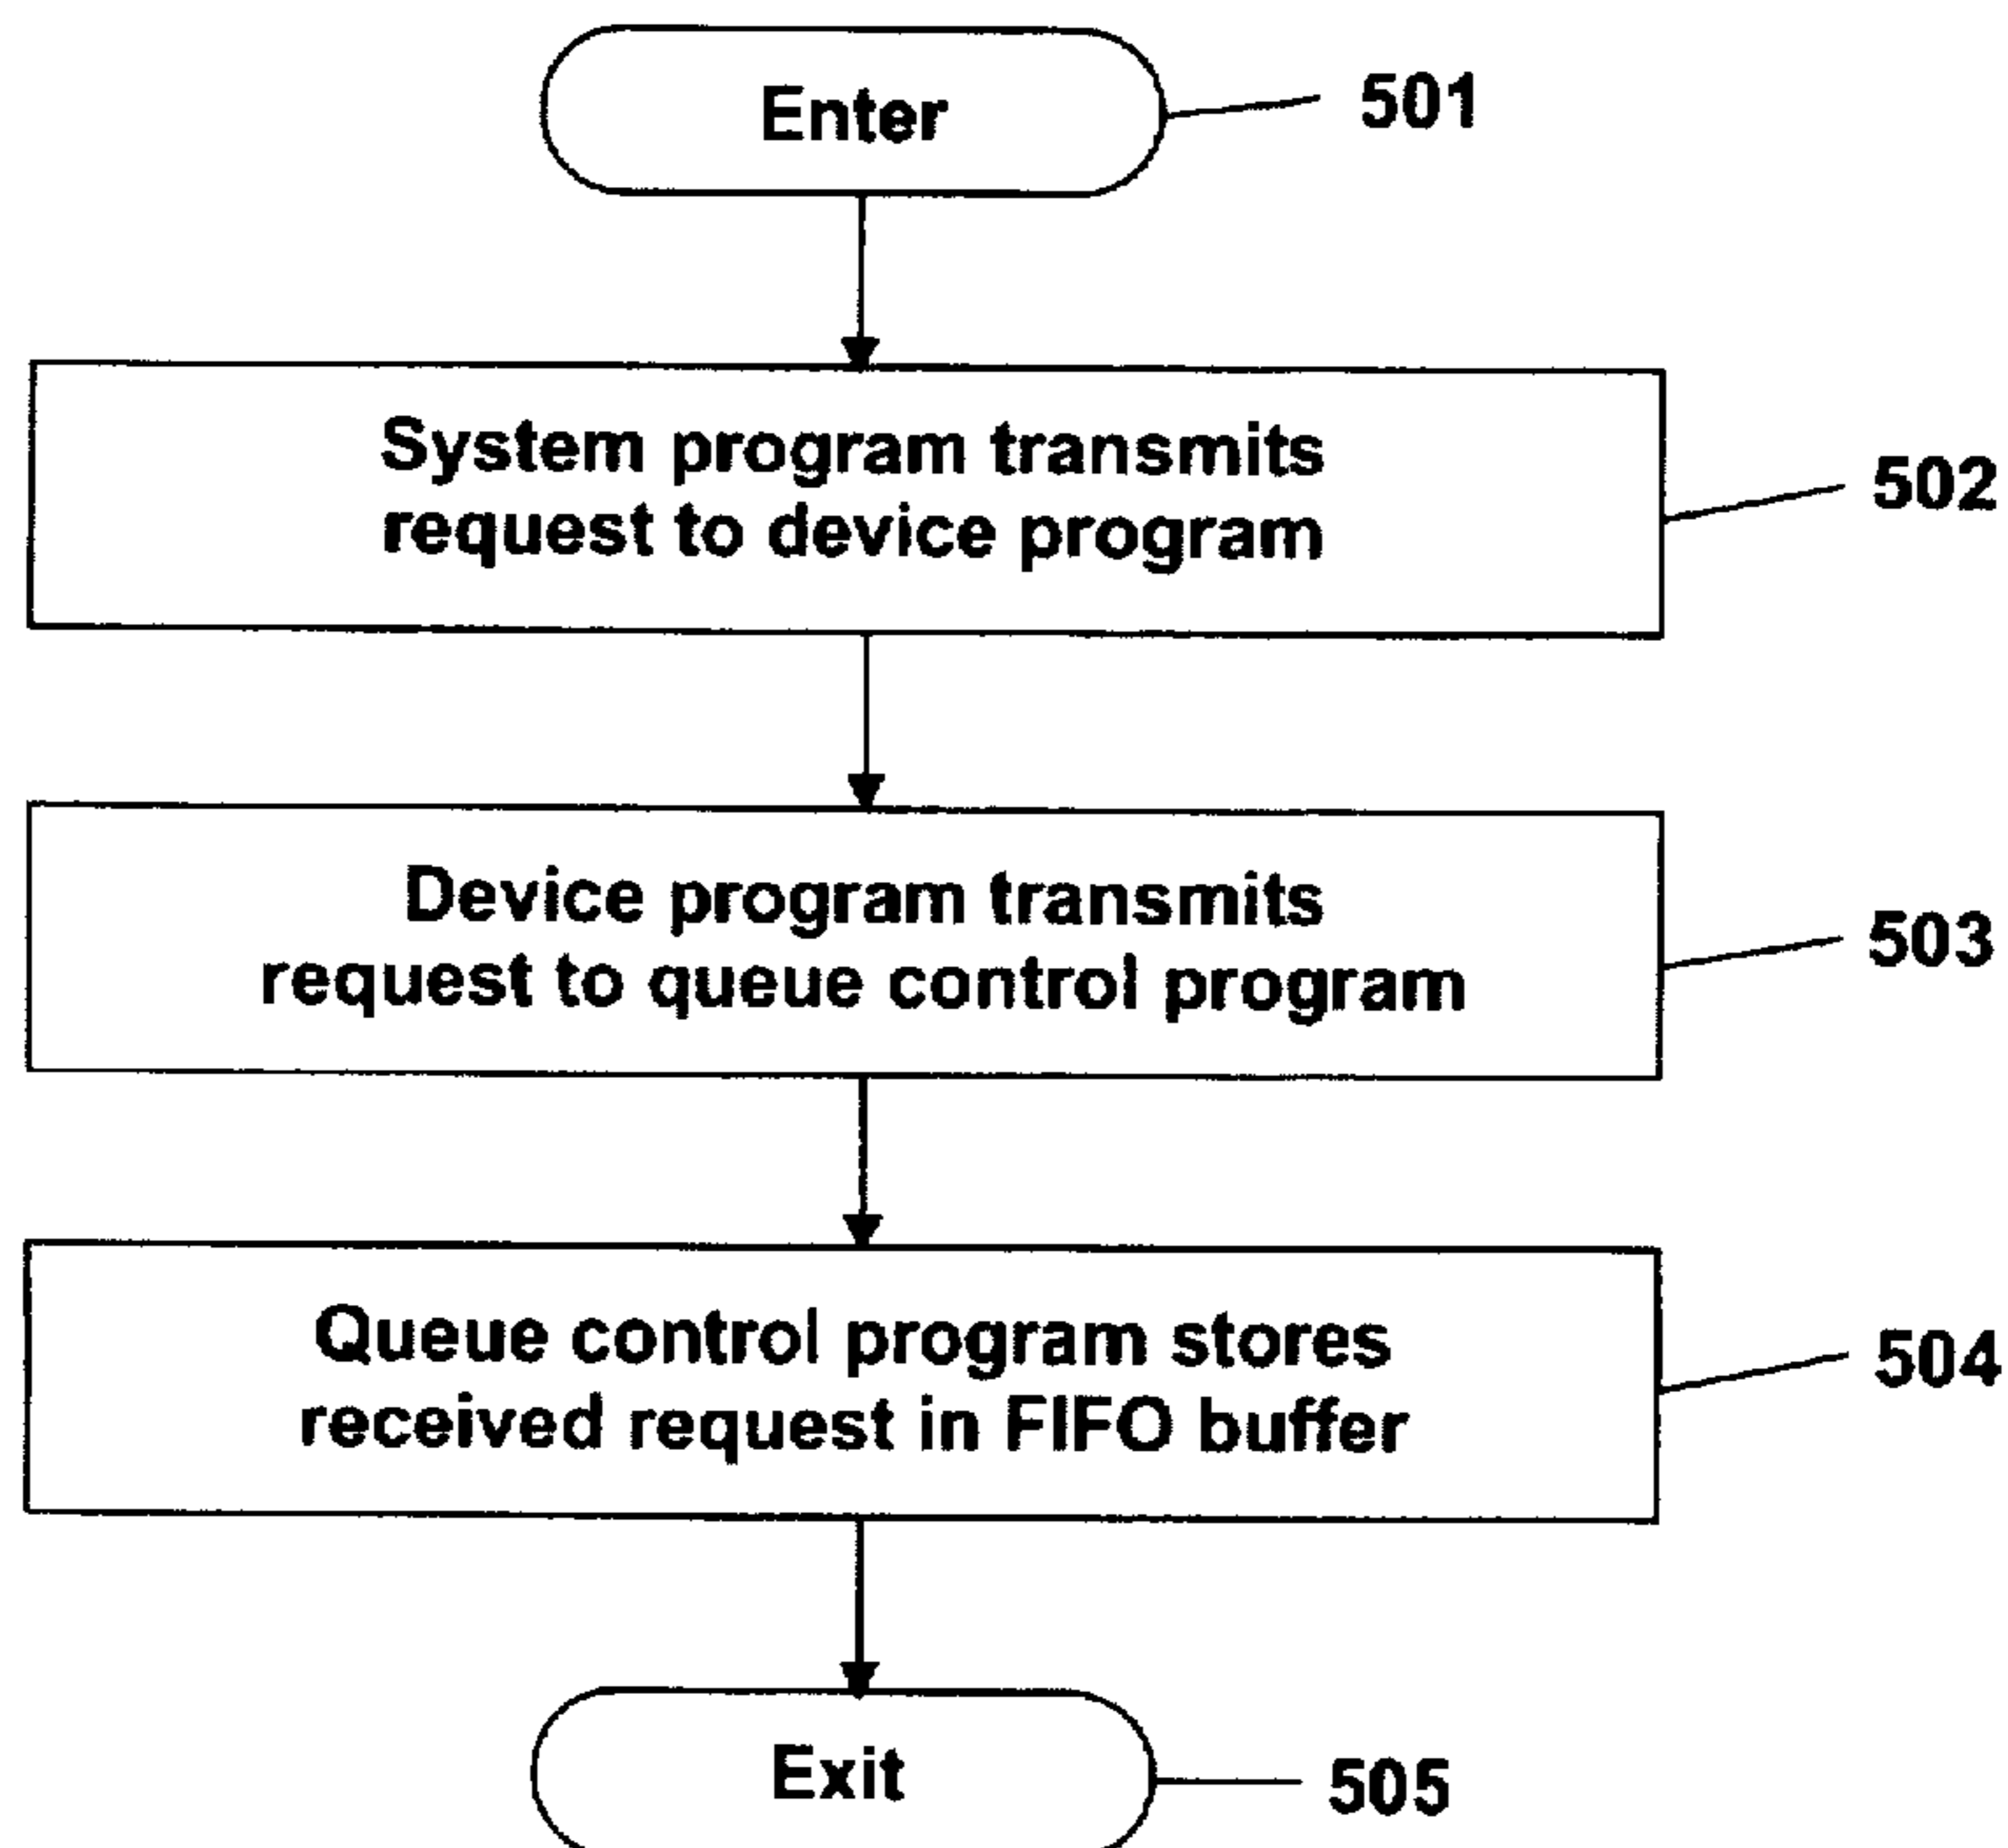 Enter
501
System program transmits
request to device program
502
Device program transmits
request to queue control program
503
Queue control program stores
received request in FIFO buffer
504
Exit
505